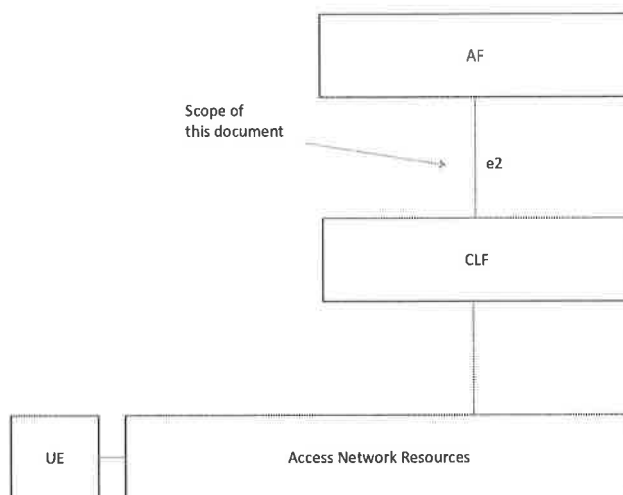 AF
Scope of
this document
e2
CLF
UE
Access Network Resources